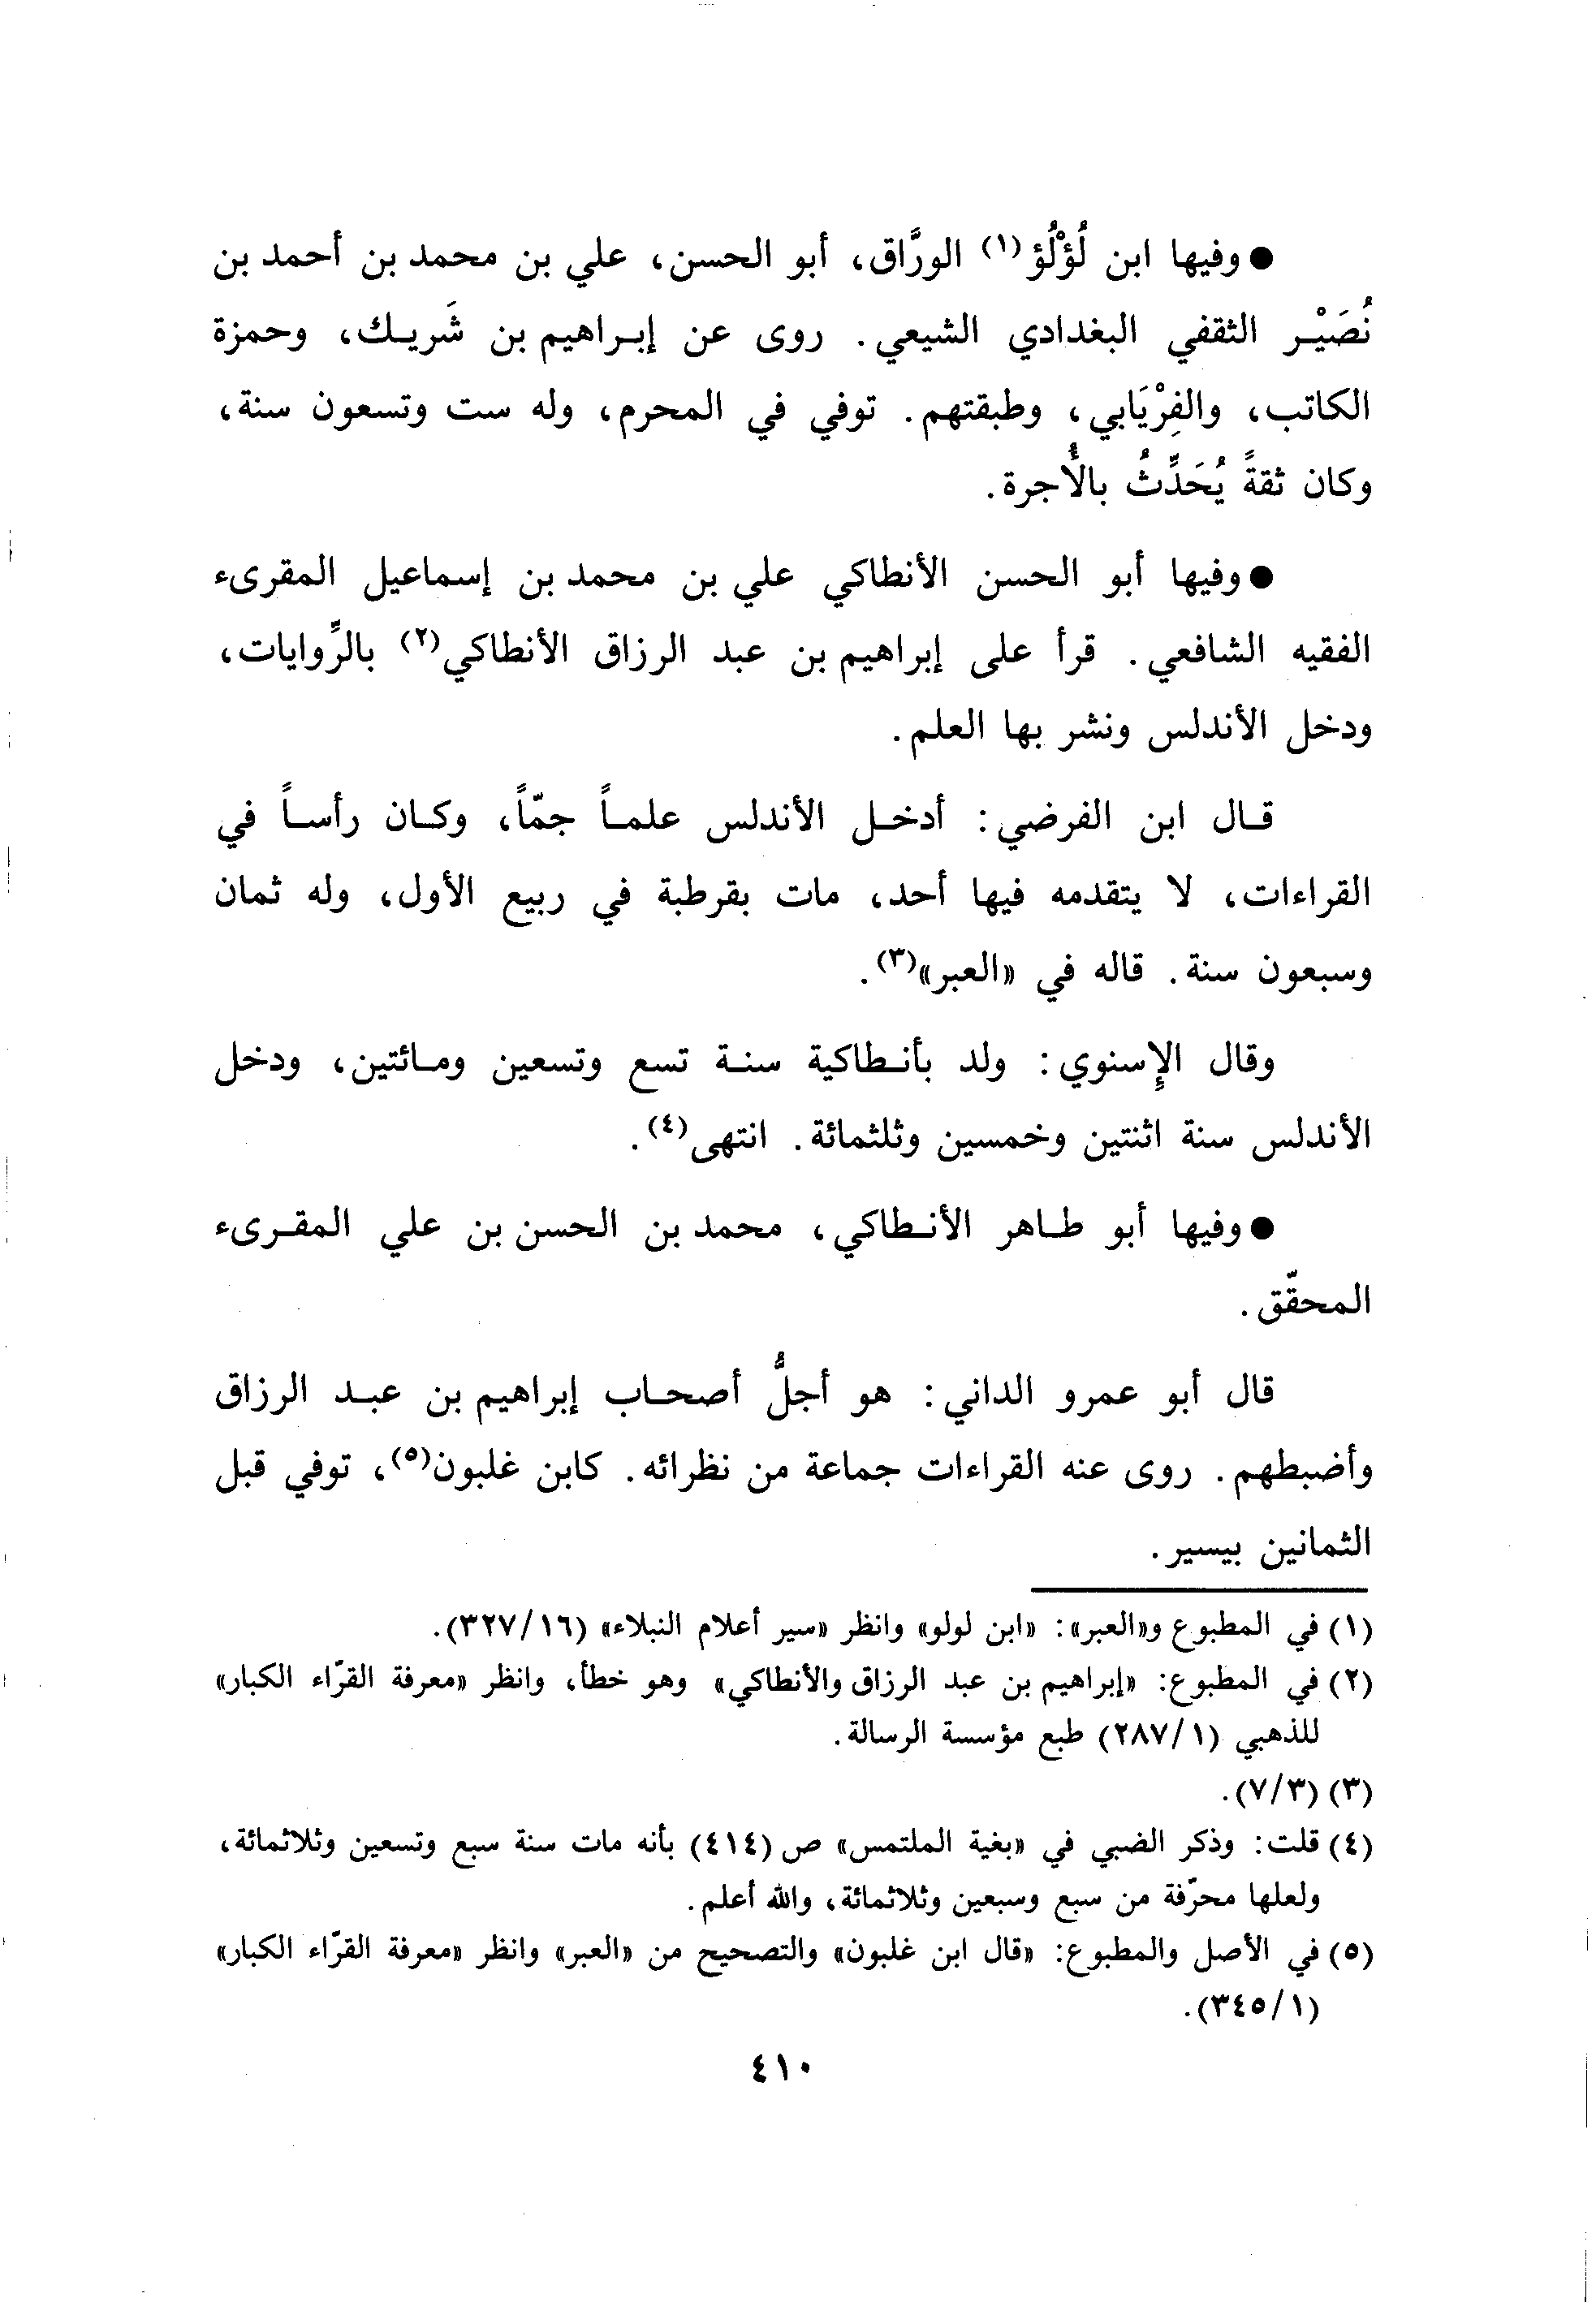 ● وفيها ابن لُؤْلُؤ(١) الورَّاق، أبو الحسن، علي بن محمد بن أحمد بن
نُصَيْر الثقفي البغدادي الشيعي. روى عن إبراهيم بن شَريك، وحمزة
الكاتب، والفِرْيَابي، وطبقتهم. توفي في المحرم، وله ست وتسعون سنة،
وكان ثقةً يُحَدِّثُ بالأُجرة.
● وفيها أبو الحسن الأنطاكي علي بن محمد بن إسماعيل المقرىء
الفقيه الشافعي. قرأ على إبراهيم بن عبد الرزاق الأنطاكي(٢) بالرِّوايات،
ودخل الأندلس ونشر بها العلم.
قال ابن الفرضي: أدخل الأندلس علماً جمّاً، وكان رأساً في
القراءات، لا يتقدمه فيها أحد، مات بقرطبة في ربيع الأول، وله ثمان
وسبعون سنة. قاله في «العبر»(٣).
وقال الإِسنوي: ولد بأنطاكية سنة تسع وتسعين ومائتين، ودخل
الأندلس سنة اثنتين وخمسين وثلثمائة. انتهى(٤).
● وفيها أبو طاهر الأنطاكي، محمد بن الحسن بن علي المقرىء
المحقّق.
قال أبو عمرو الداني: هو أجلُّ أصحاب إبراهيم بن عبد الرزاق
وأضبطهم. روى عنه القراءات جماعة من نظرائه. كابن غلبون(٥)، توفي قبل
الثمانين بيسير.
(١) في المطبوع و«العبر»: «ابن لولو» وانظر «سير أعلام النبلاء» (٣٢٧/١٦).
(٢) في المطبوع: «إبراهيم بن عبد الرزاق والأنطاكي» وهو خطأ، وانظر «معرفة القرّاء الكبار»
للذهبي (٢٨٧/١) طبع مؤسسة الرسالة.
(٣) (٧/٣).
(٤) قلت: وذكر الضبي في «بغية الملتمس» ص (٤١٤) بأنه مات سنة سبع وتسعين وثلاثمائة،
ولعلها محرّفة من سبع وسبعين وثلاثمائة، والله أعلم.
(٥) في الأصل والمطبوع: «قال ابن غلبون» والتصحيح من «العبر» وانظر «معرفة القرّاء الكبار»
(٣٤٥/١).
٤١٠